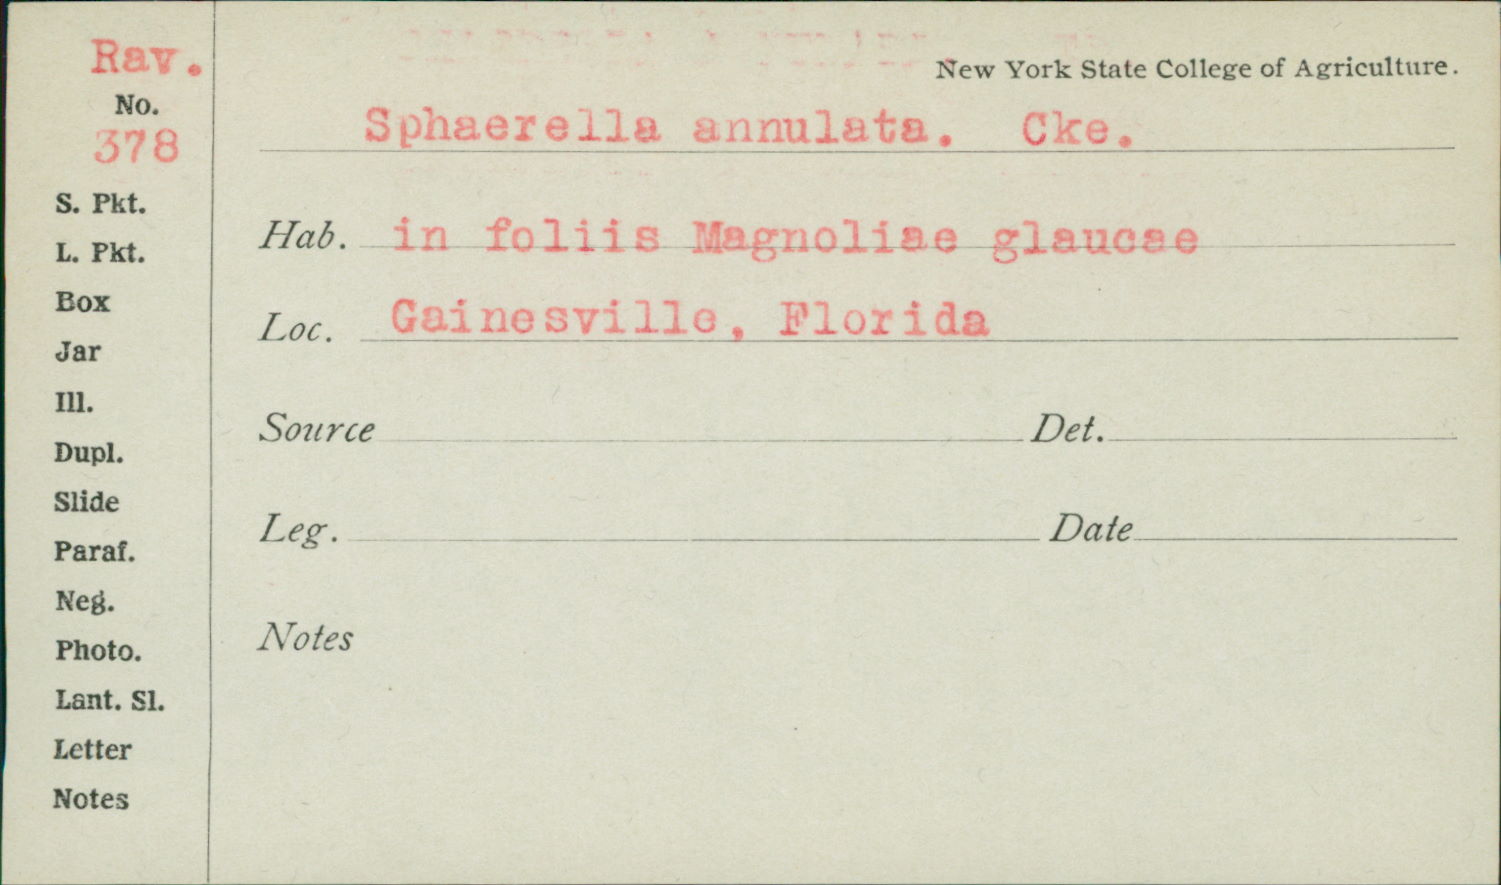 Rav.
No.
378
S. Pkt.
L. Pkt.
Box
Jar
Ill.
Dupl.
Slide
Paraf.
Neg.
Photo.
Lant. Sl.
Letter
Notes
New York State College of Agriculture.
Sphaerella annulata. Cke.
Hab. in foliis Magnoliae glaucae
Loc. Gainesville, Florida
Source Det.
Leg. Date
Notes